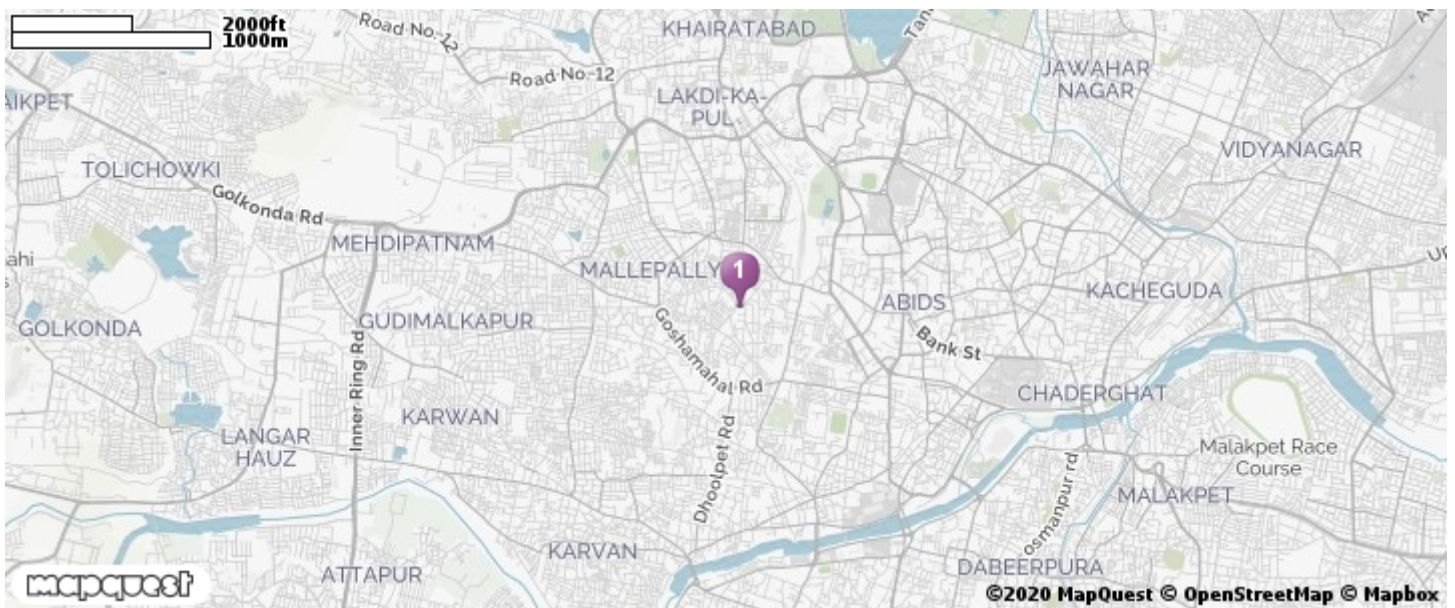 2000ft
1000m
Road No. 12
KHAIRATABAD
Road No. 12
LAKDI-KA-
PUL
JAWAHAR
NAGAR
AIKPET
VIDYANAGAR
TOLICHOWKI
Golkonda Rd
MEHDIPATNAM
MALLEPALLY
1
KACHEGUDA
ABIDS
GOLKONDA
GUDIMALKAPUR
Goshamahal Rd
Bank St
Inner Ring Rd
CHADERGHAT
KARWAN
LANGAR
HAUZ
Dhoolpet Rd
Malakpet Race
Course
MALAKPET
osmanpur rd
KARVAN
ATTAPUR
DABEERPURA
mapquest
©2020 MapQuest © OpenStreetMap © Mapbox